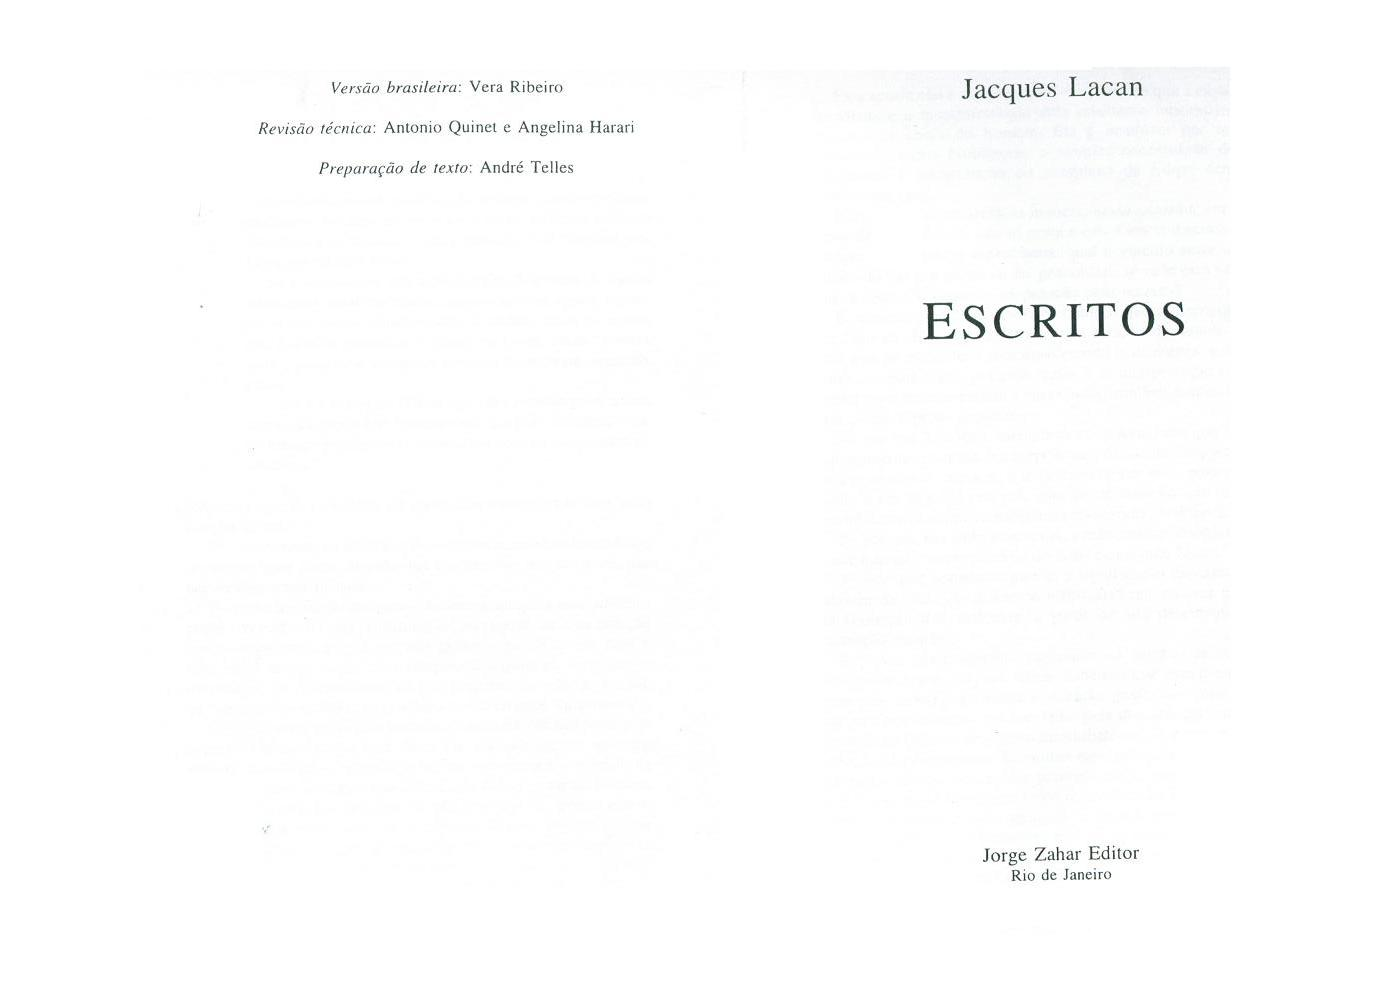 Versão brasileira: Vera Ribeiro
Revisão técnica: Antonio Quinet e Angelina Harari
Preparação de texto: André Telles
Jacques Lacan
ESCRITOS
Jorge Zahar Editor
Rio de Janeiro